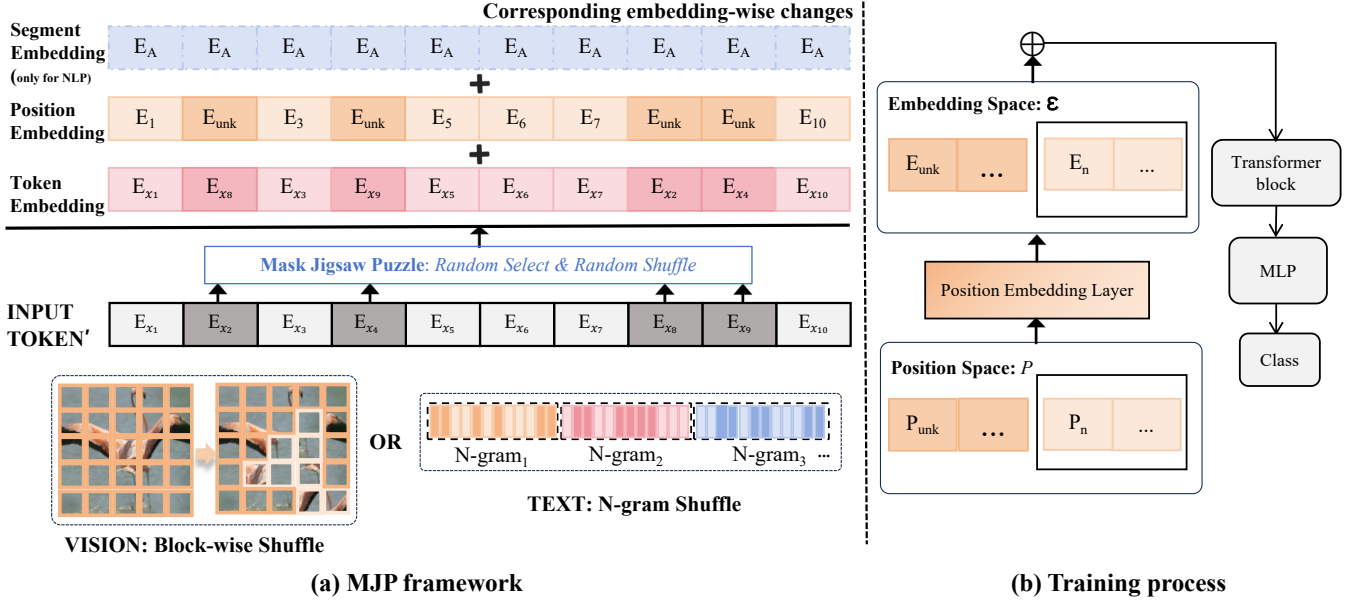 Corresponding embedding-wise changes
Segment
Embedding
(only for NLP)
E_A E_A E_A E_A E_A E_A E_A E_A E_A E_A
+
Position
Embedding
E_1 E_unk E_3 E_unk E_5 E_6 E_7 E_unk E_unk E_10
+
Token
Embedding
E_x1 E_x8 E_x3 E_x9 E_x5 E_x6 E_x7 E_x2 E_x4 E_x10
Mask Jigsaw Puzzle: Random Select & Random Shuffle
INPUT
TOKEN'
E_x1 E_x2 E_x3 E_x4 E_x5 E_x6 E_x7 E_x8 E_x9 E_x10
OR
N-gram_1 N-gram_2 N-gram_3 ...
VISION: Block-wise Shuffle
TEXT: N-gram Shuffle
(a) MJP framework
Embedding Space: ε
E_unk ... E_n ...
Position Embedding Layer
Position Space: P
P_unk ... P_n ...
Transformer
block
MLP
Class
(b) Training process